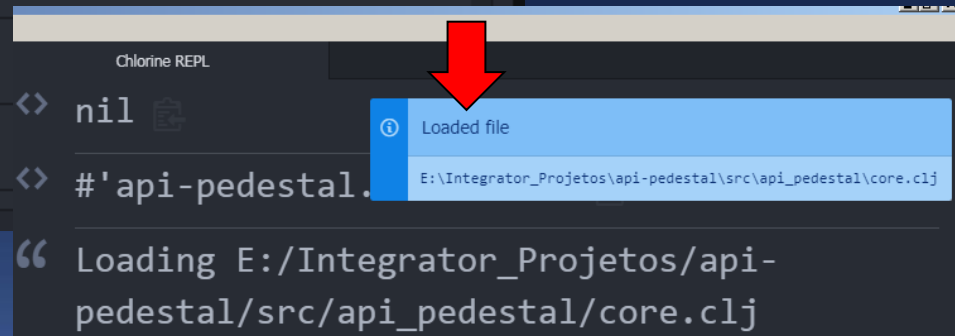 Chlorine REPL
nil
Loaded file
#'api-pedestal.
E:\Integrator_Projetos\api-pedestal\src\api_pedestal\core.clj
Loading E:/Integrator_Projetos/api-
pedestal/src/api_pedestal/core.clj